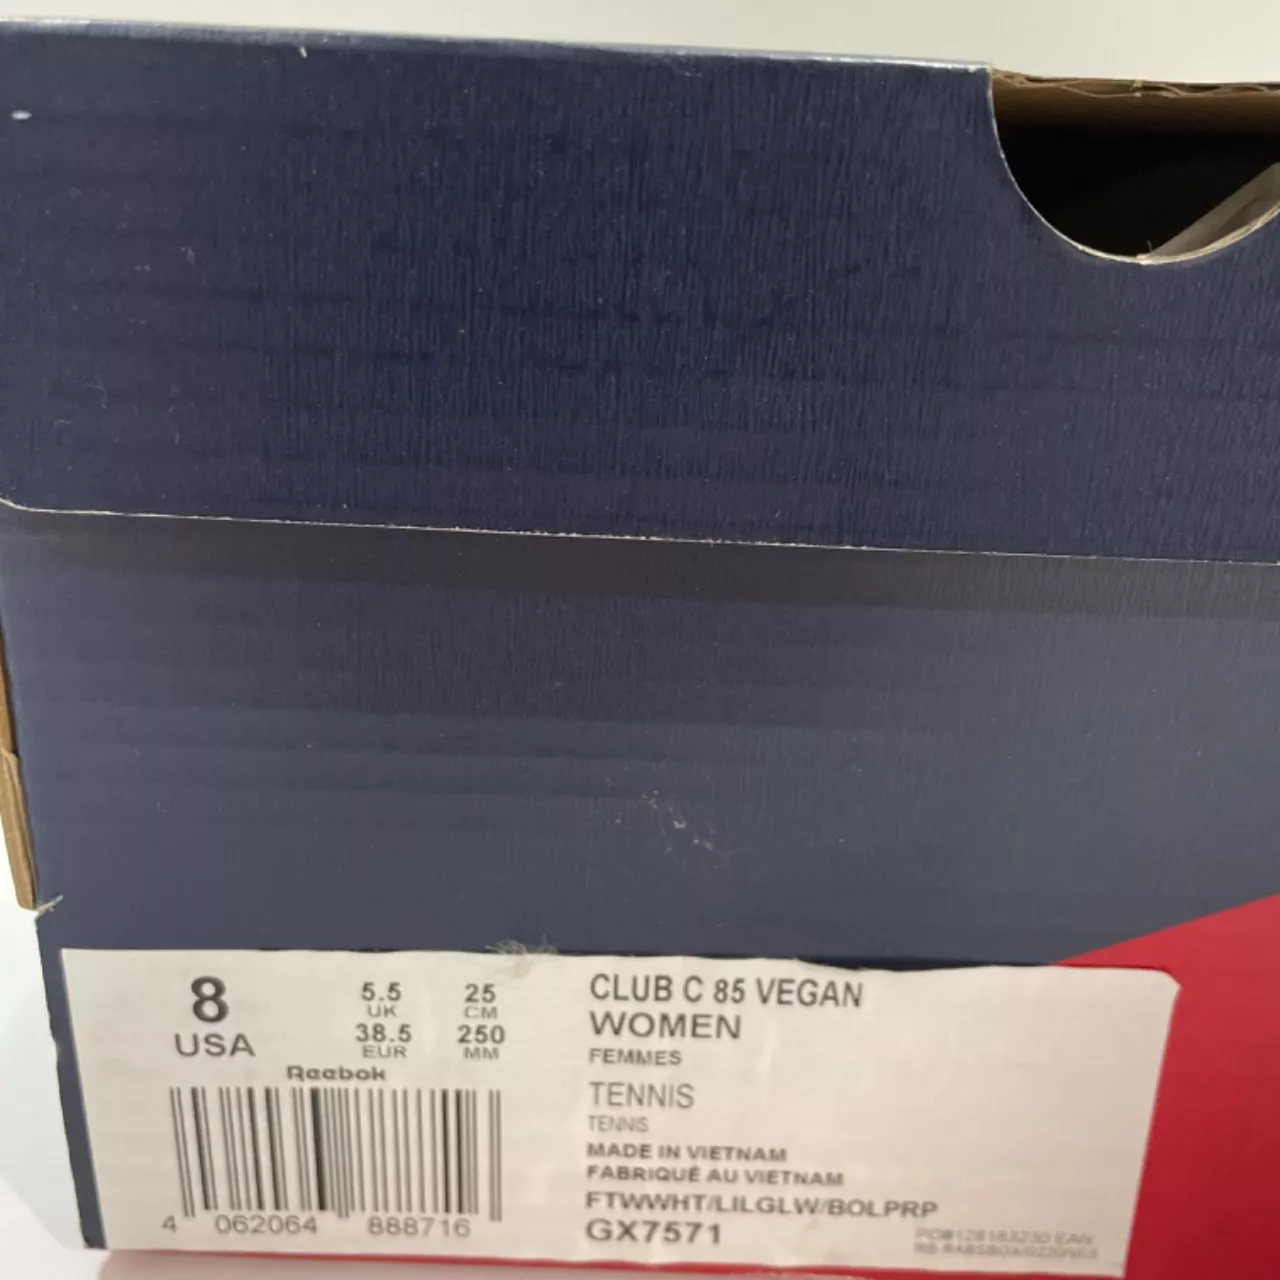 8
USA
5.5
UK
38.5
EUR
25
CM
250
MM
Reebok
4 062064 888716
CLUB C 85 VEGAN
WOMEN
FEMMES
TENNIS
TENNIS
MADE IN VIETNAM
FABRIQUÉ AU VIETNAM
FTWWHT/LILGLW/BOLPRP
GX7571
EAN